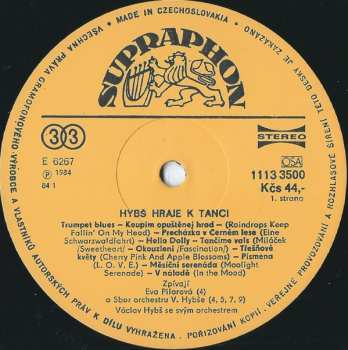 MADE IN CZECHOSLOVAKIA • VŠECHNA PRÁVA GRAMOFONOVÉHO VÝROBCE A VLASTNÍKŮ AUTORSKÝCH PRÁV K DÍLU VYHRAŽENA. POŘIZOVÁNÍ KOPIÍ, VEŘEJNÉ PROVOZOVÁNÍ A ROZHLASOVÉ ŠÍŘENÍ TÉTO DESKY JE ZAKÁZÁNO
SUPRAPHON
33
STEREO
E 6267
Ⓟ 1984
84 1
OSA
1113 3500
Kčs 44,-
1. strana
HYBŠ HRAJE K TANCI
Trumpet blues - Koupím opuštěnej hrad - (Raindrops Keep
Fallin' On My Head) - Procházka v Černém lese (Eine
Schwarzwaldfahrt) - Hello Dolly - Tančíme vals (Miláček
/Sweetheart/ - Okouzlení /Fascination/) - Třešňové
květy (Cherry Pink And Apple Blossoms) - Písmena
(L. O. V. E.) - Měsíční serenáda (Moonlight
Serenade) - V náladě (In the Mood)
Zpívají
Eva Pilarová (4)
a Sbor orchestru V. Hybše (4, 5, 7, 9)
Václav Hybš se svým orchestrem